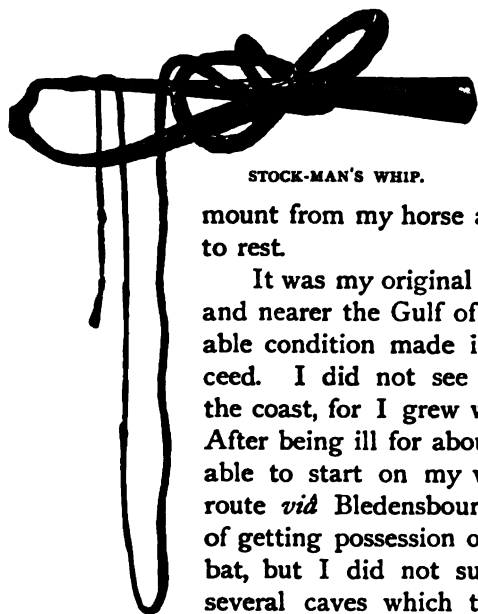 STOCK-MAN'S WHIP.
mount from my horse a
to rest.
It was my original
and nearer the Gulf of
able condition made i
ceed. I did not see
the coast, for I grew w
After being ill for abou
able to start on my w
route viâ Bledensbour
of getting possession o
bat, but I did not su
several caves which t